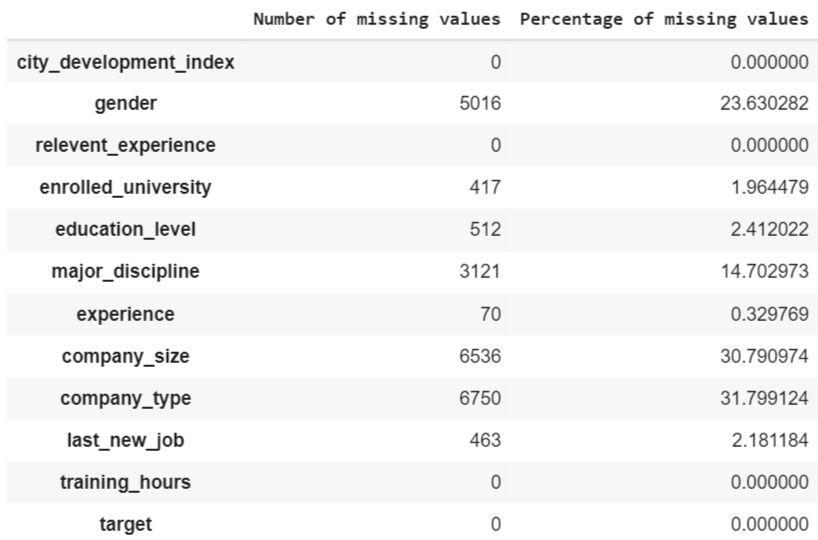 Number of missing values Percentage of missing values
city_development_index 0 0.000000
gender 5016 23.630282
relevent_experience 0 0.000000
enrolled_university 417 1.964479
education_level 512 2.412022
major_discipline 3121 14.702973
experience 70 0.329769
company_size 6536 30.790974
company_type 6750 31.799124
last_new_job 463 2.181184
training_hours 0 0.000000
target 0 0.000000